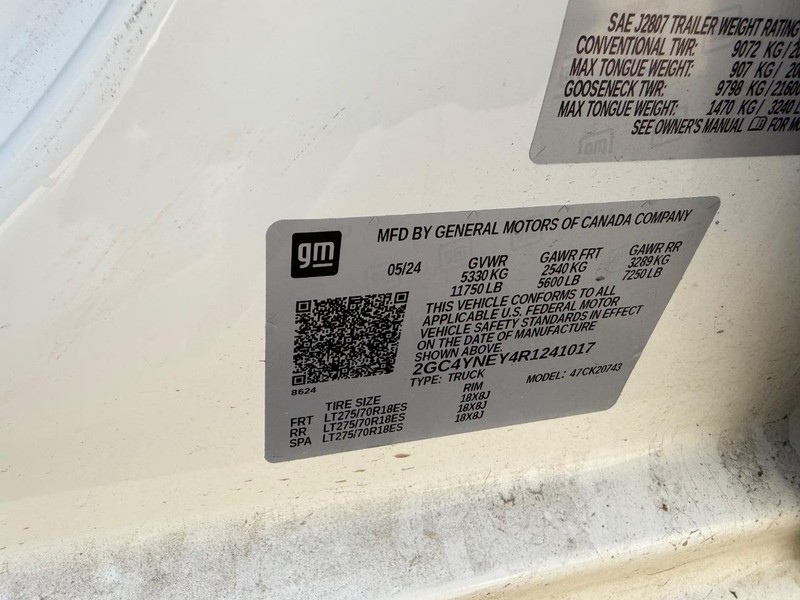 SAE J2807 TRAILER WEIGHT RATING
CONVENTIONAL TWR: 9072 KG/
MAX TONGUE WEIGHT: 907 KG/
GOOSENECK TWR: 9798 KG/21600
MAX TONGUE WEIGHT: 1470 KG/ 3240
SEE OWNER'S MANUAL FOR
gm
MFD BY GENERAL MOTORS OF CANADA COMPANY
05/24 GVWR GAWR FRT GAWR RR
5330 KG 2540 KG 3289 KG
11750 LB 5600 LB 7250 LB
THIS VEHICLE CONFORMS TO ALL
APPLICABLE U.S. FEDERAL MOTOR
VEHICLE SAFETY STANDARDS IN EFFECT
ON THE DATE OF MANUFACTURE
SHOWN ABOVE.
2GC4YNEY4R1241017
TYPE: TRUCK MODEL: 47CK20743
8624
TIRE SIZE RIM
FRT LT275/70R18ES 18X8J
RR LT275/70R18ES 18X8J
SPA LT275/70R18ES 18X8J